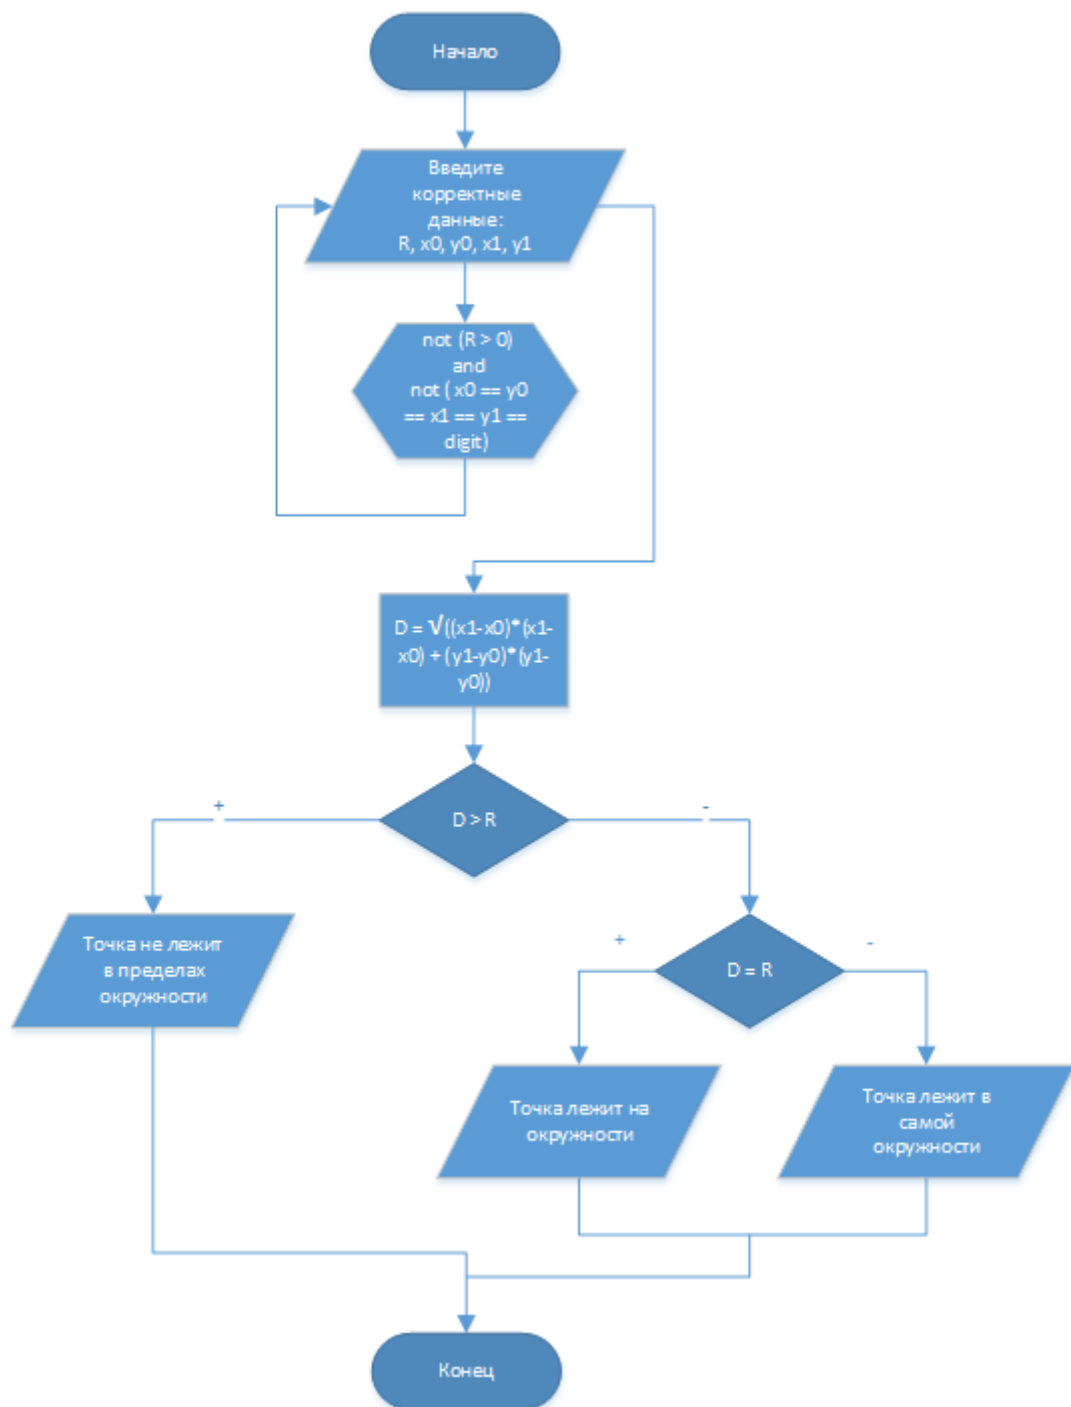 Начало
Введите
корректные
данные:
R, x0, y0, x1, y1
not (R > 0)
and
not ( x0 == y0
== x1 == y1 ==
digit)
D = √((x1-x0)*(x1-
x0) + (y1-y0)*(y1-
y0))
D > R
+
-
Точка не лежит
в пределах
окружности
D = R
+
-
Точка лежит на
окружности
Точка лежит в
самой
окружности
Конец